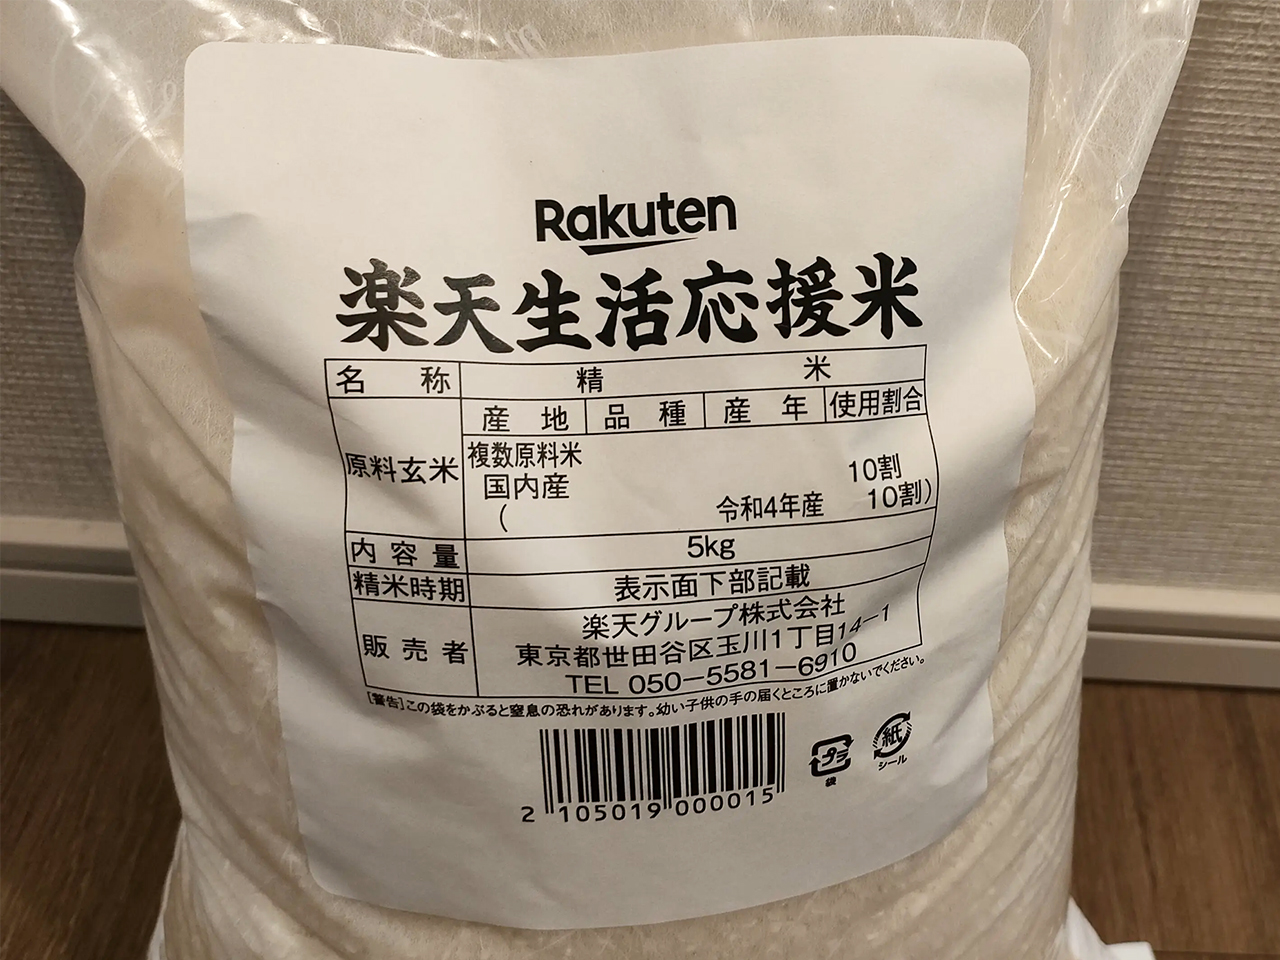 Rakuten
楽天生活応援米
名称 精米
原料玄米 産地 品種 産年 使用割合
複数原料米 10割
国内産
( 令和4年産 10割)
内容量 5kg
精米時期 表示面下部記載
販売者 楽天グループ株式会社
東京都世田谷区玉川1丁目14-1
TEL 050-5581-6910
[警告]この袋をかぶると窒息の恐れがあります。幼い子供の手の届くところに置かないでください。
プラ 紙
袋 シール
2 105019 000015